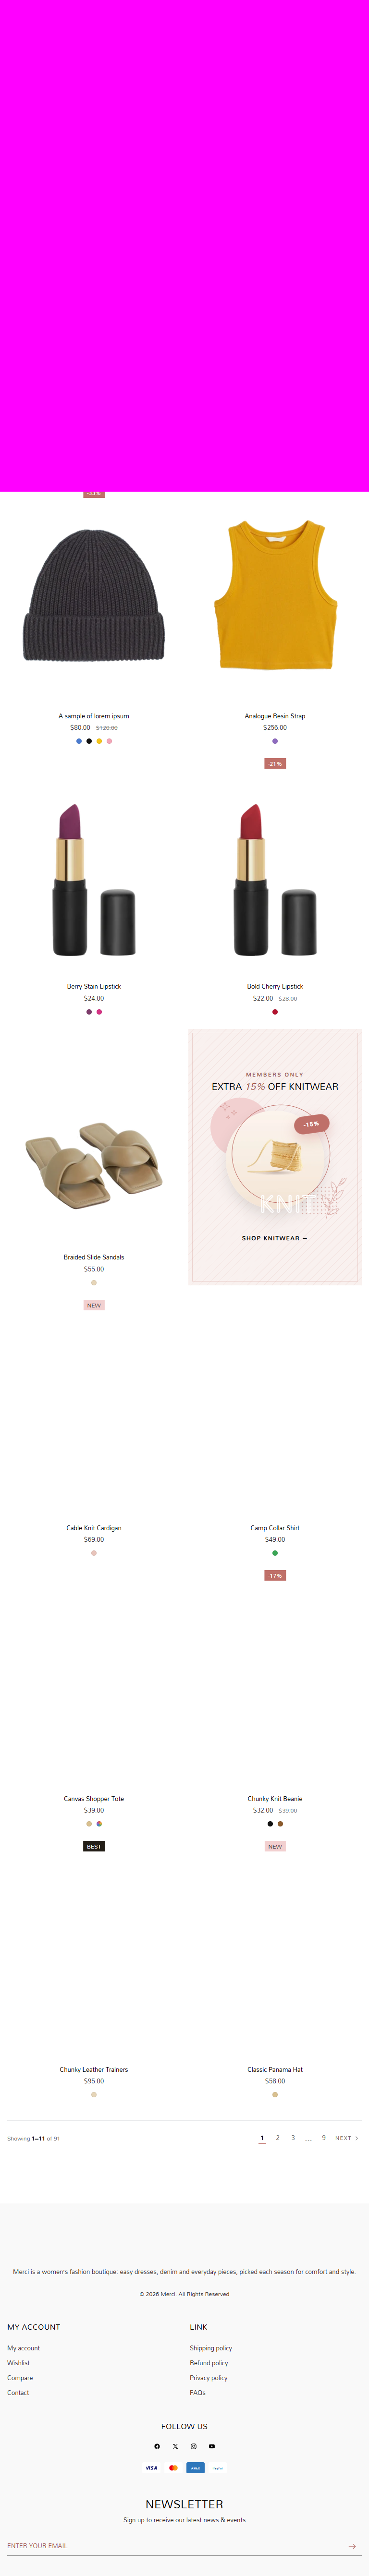 -33%
A sample of lorem ipsum
$80.00 $120.00
Analogue Resin Strap
$256.00
-21%
Berry Stain Lipstick
$24.00
Bold Cherry Lipstick
$22.00 $28.00
Braided Slide Sandals
$55.00
MEMBERS ONLY
EXTRA 15% OFF KNITWEAR
-15%
KNIT
SHOP KNITWEAR →
NEW
Cable Knit Cardigan
$69.00
Camp Collar Shirt
$49.00
-17%
Canvas Shopper Tote
$39.00
Chunky Knit Beanie
$32.00 $39.00
BEST
NEW
Chunky Leather Trainers
$95.00
Classic Panama Hat
$58.00
Showing 1–11 of 91
1 2 3 … 9 NEXT
Merci is a women's fashion boutique: easy dresses, denim and everyday pieces, picked each season for comfort and style.
© 2026 Merci. All Rights Reserved
MY ACCOUNT
My account
Wishlist
Compare
Contact
LINK
Shipping policy
Refund policy
Privacy policy
FAQs
FOLLOW US
VISA
PayPal
NEWSLETTER
Sign up to receive our latest news & events
ENTER YOUR EMAIL